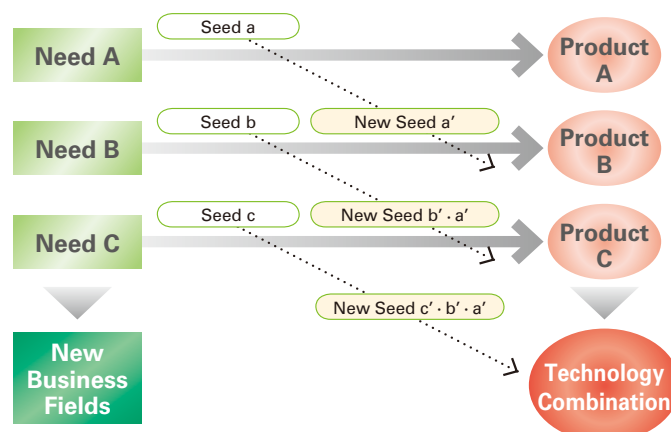 Seed a
Need A
Product
A
Seed b
New Seed a′
Need B
Product
B
Seed c
New Seed b′ · a′
Need C
Product
C
New Seed c′ · b′ · a′
New
Business
Fields
Technology
Combination